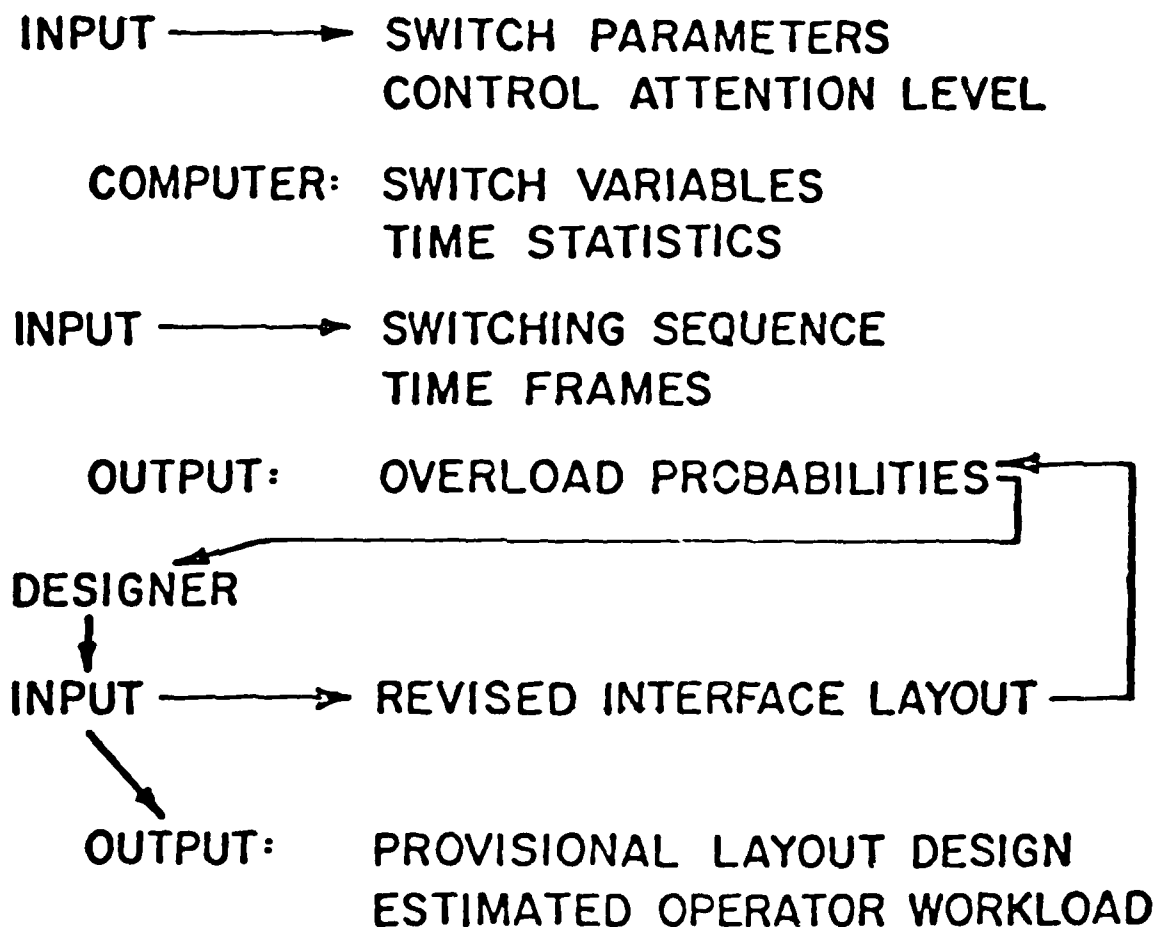 INPUT → SWITCH PARAMETERS
CONTROL ATTENTION LEVEL
COMPUTER: SWITCH VARIABLES
TIME STATISTICS
INPUT → SWITCHING SEQUENCE
TIME FRAMES
OUTPUT: OVERLOAD PROBABILITIES
DESIGNER
INPUT → REVISED INTERFACE LAYOUT
OUTPUT: PROVISIONAL LAYOUT DESIGN
ESTIMATED OPERATOR WORKLOAD